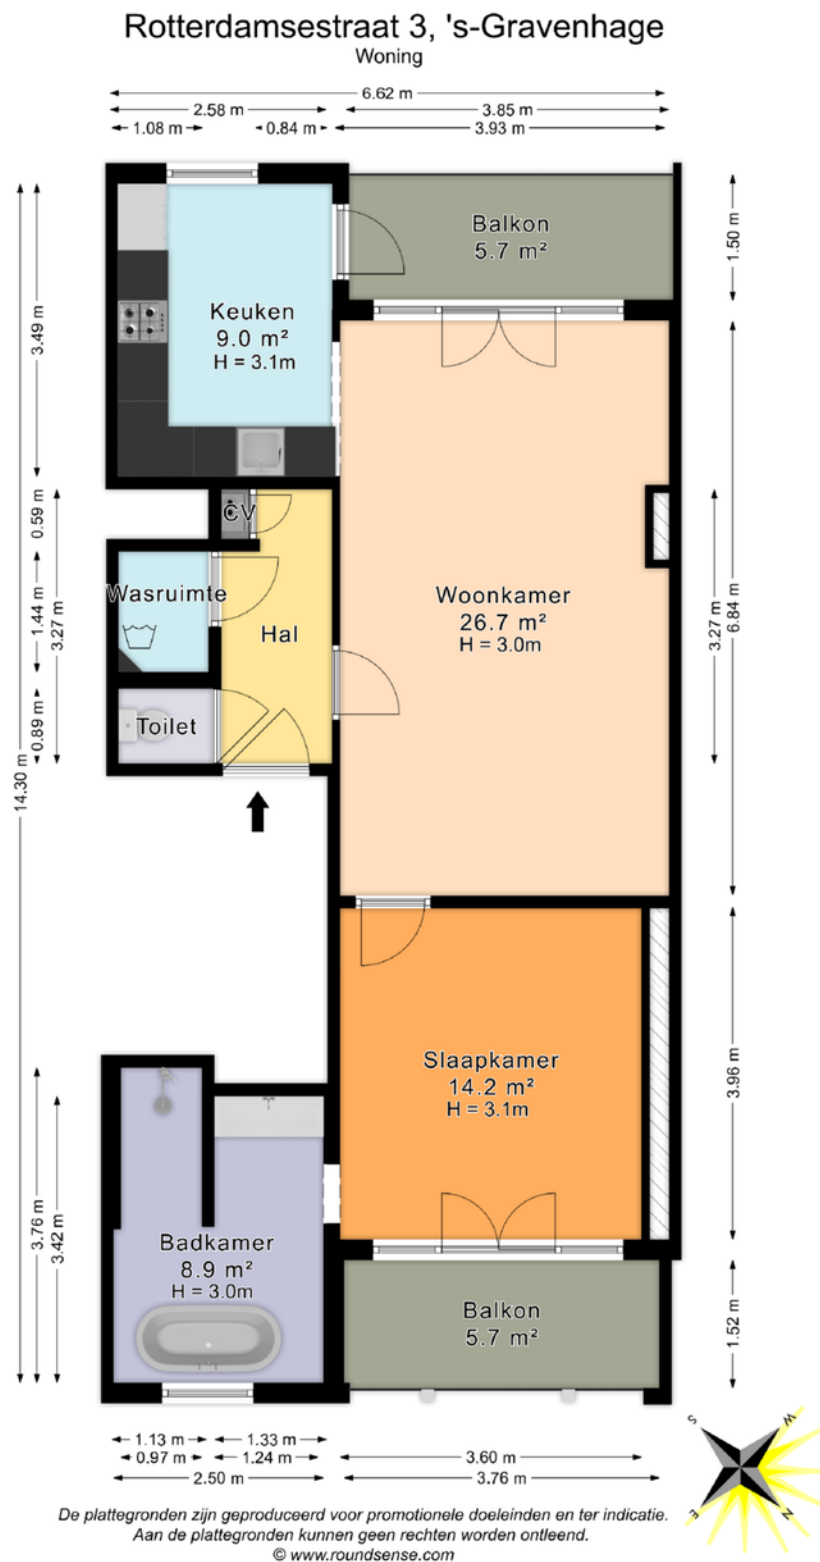 Rotterdamsestraat 3, 's-Gravenhage
Woning
6.62 m
2.58 m
3.85 m
1.08 m
0.84 m
3.93 m
Balkon
5.7 m²
1.50 m
Keuken
9.0 m²
H = 3.1m
3.49 m
CV
0.59 m
Wasruimte
1.44 m
3.27 m
Hal
Woonkamer
26.7 m²
H = 3.0m
3.27 m
6.84 m
Toilet
0.89 m
14.30 m
Slaapkamer
14.2 m²
H = 3.1m
3.96 m
3.76 m
3.42 m
Badkamer
8.9 m²
H = 3.0m
Balkon
5.7 m²
1.52 m
1.13 m
1.33 m
0.97 m
1.24 m
3.60 m
2.50 m
3.76 m
S
W
E
N
De plattegronden zijn geproduceerd voor promotionele doeleinden en ter indicatie.
Aan de plattegronden kunnen geen rechten worden ontleend.
© www.roundsense.com